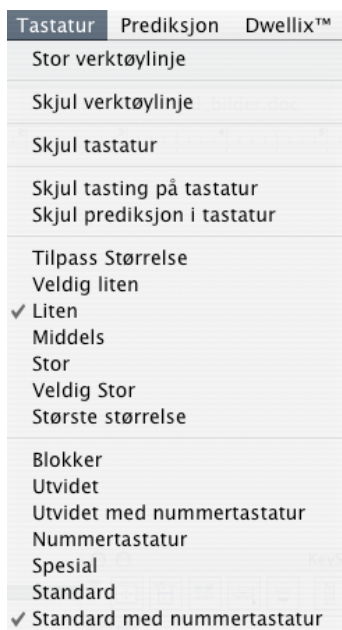 Tastatur Prediksjon Dwellix™
Stor verktøylinje
Skjul verktøylinje
Skjul tastatur
Skjul tasting på tastatur
Skjul prediksjon i tastatur
Tilpass Størrelse
Veldig liten
✓ Liten
Middels
Stor
Veldig Stor
Største størrelse
Blokker
Utvidet
Utvidet med nummertastatur
Nummertastatur
Spesial
Standard
✓ Standard med nummertastatur